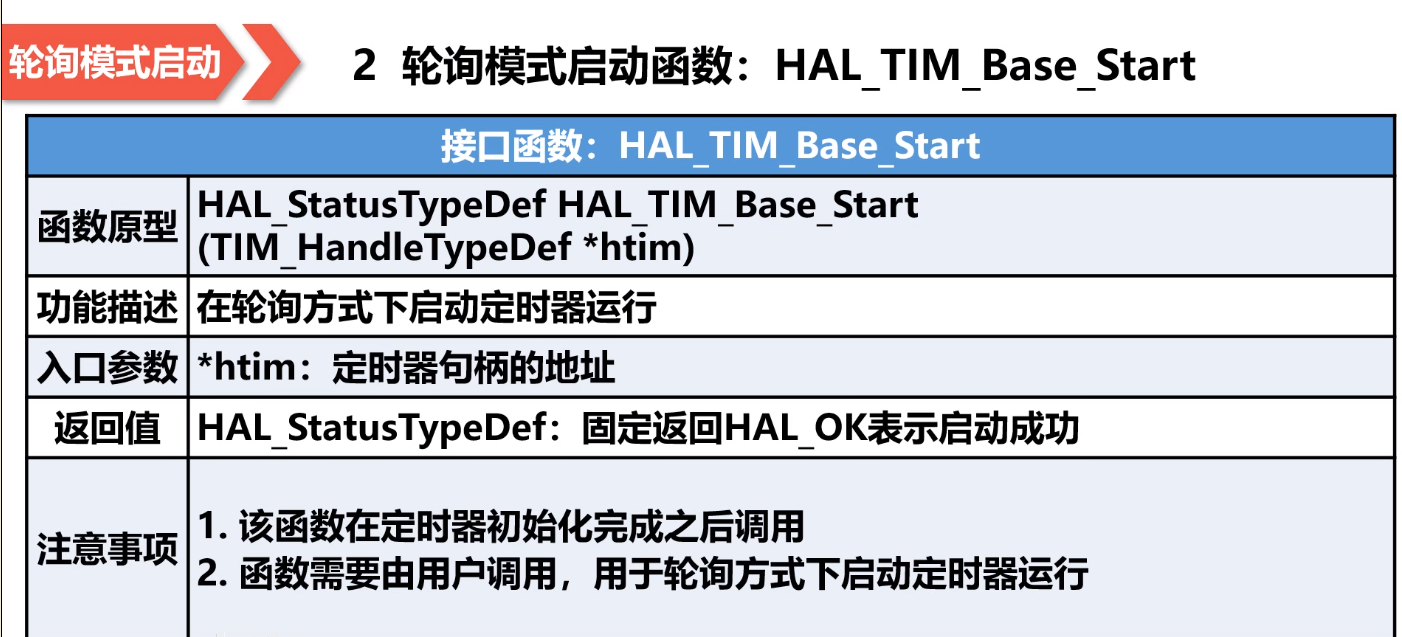 轮询模式启动
2 轮询模式启动函数：HAL_TIM_Base_Start
接口函数：HAL_TIM_Base_Start
函数原型
HAL_StatusTypeDef HAL_TIM_Base_Start
(TIM_HandleTypeDef *htim)
功能描述
在轮询方式下启动定时器运行
入口参数
*htim：定时器句柄的地址
返回值
HAL_StatusTypeDef：固定返回HAL_OK表示启动成功
注意事项
1. 该函数在定时器初始化完成之后调用
2. 函数需要由用户调用，用于轮询方式下启动定时器运行